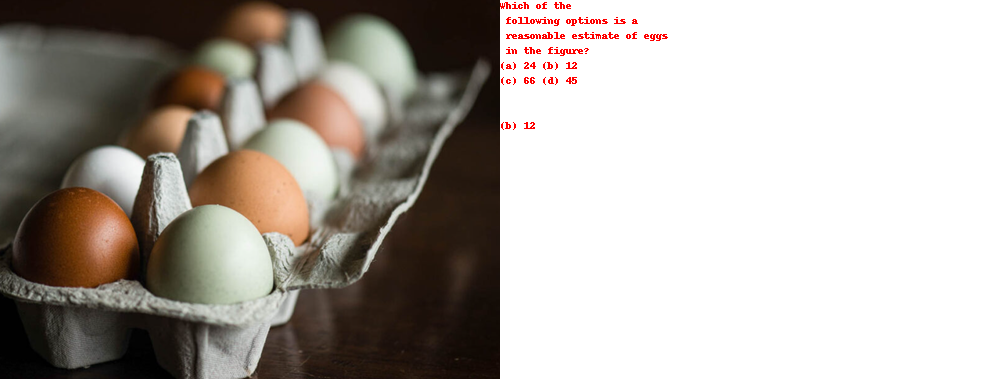 Which of the
following options is a
reasonable estimate of eggs
in the figure?
(a) 24 (b) 12
(c) 66 (d) 45
(b) 12